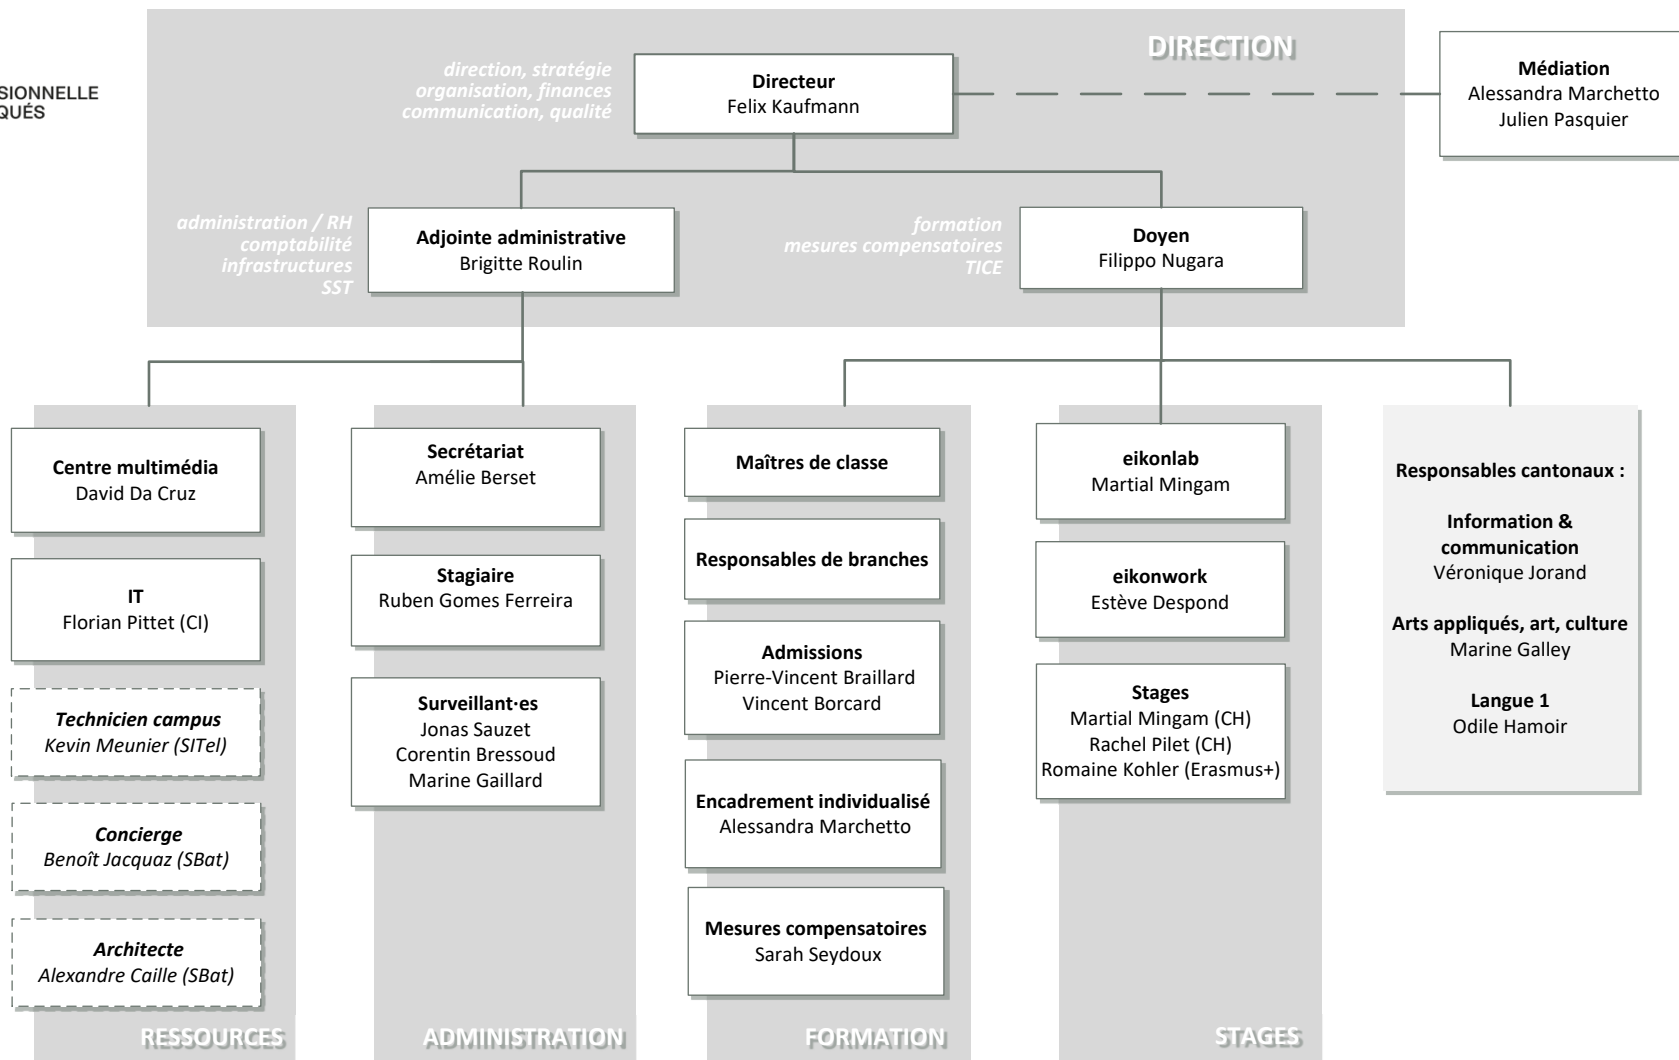 SIONNELLE
QUÉS
DIRECTION
direction, stratégie
organisation, finances
communication, qualité
Directeur
Felix Kaufmann
Médiation
Alessandra Marchetto
Julien Pasquier
administration / RH
comptabilité
infrastructures
SST
Adjointe administrative
Brigitte Roulin
formation
mesures compensatoires
TICE
Doyen
Filippo Nugara
Centre multimédia
David Da Cruz
IT
Florian Pittet (CI)
Technicien campus
Kevin Meunier (SITel)
Concierge
Benoît Jacquaz (SBat)
Architecte
Alexandre Caille (SBat)
RESSOURCES
Secrétariat
Amélie Berset
Stagiaire
Ruben Gomes Ferreira
Surveillant·es
Jonas Sauzet
Corentin Bressoud
Marine Gaillard
ADMINISTRATION
Maîtres de classe
Responsables de branches
Admissions
Pierre-Vincent Braillard
Vincent Borcard
Encadrement individualisé
Alessandra Marchetto
Mesures compensatoires
Sarah Seydoux
FORMATION
eikonlab
Martial Mingam
eikonwork
Estève Despond
Stages
Martial Mingam (CH)
Rachel Pilet (CH)
Romaine Kohler (Erasmus+)
STAGES
Responsables cantonaux :
Information &
communication
Véronique Jorand
Arts appliqués, art, culture
Marine Galley
Langue 1
Odile Hamoir